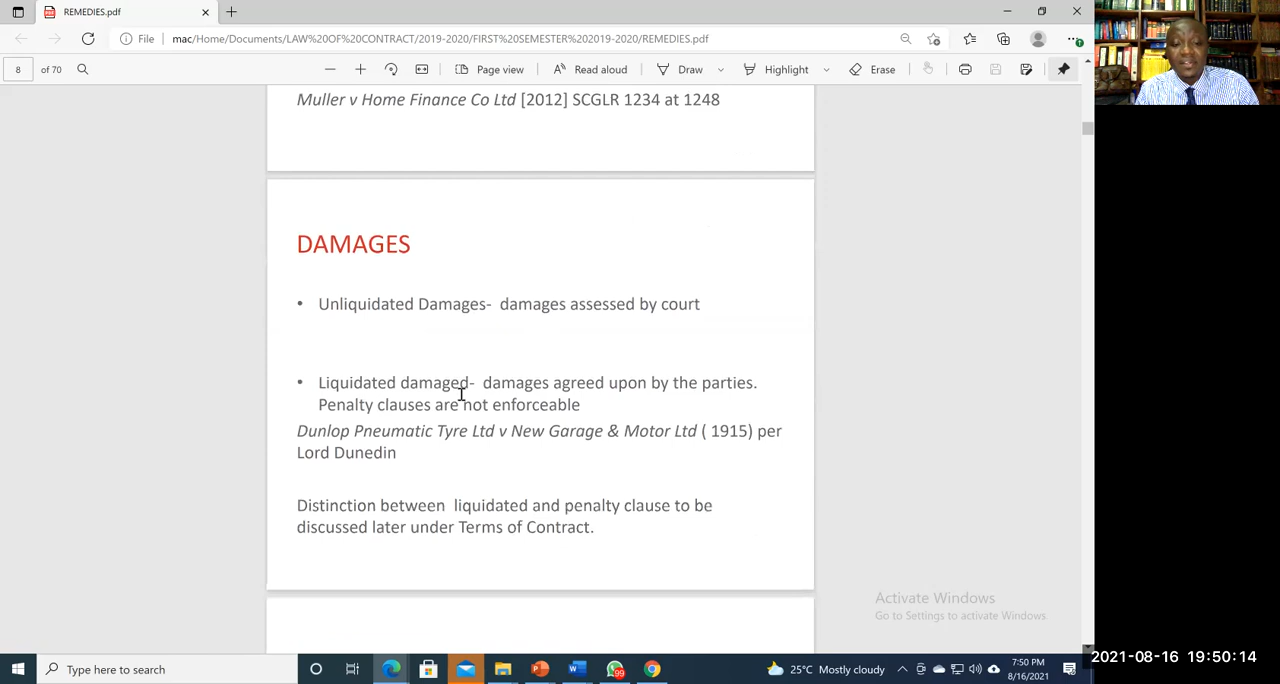 REMEDIES.pdf
File
mac/Home/Documents/LAW%20OF%20CONTRACT/2019-2020/FIRST%20SEMESTER%202019-2020/REMEDIES.pdf
8 of 70
Page view
Read aloud
Draw
Highlight
Erase
Muller v Home Finance Co Ltd [2012] SCGLR 1234 at 1248
DAMAGES
• Unliquidated Damages- damages assessed by court
• Liquidated damaged- damages agreed upon by the parties.
Penalty clauses are not enforceable
Dunlop Pneumatic Tyre Ltd v New Garage & Motor Ltd ( 1915) per
Lord Dunedin
Distinction between liquidated and penalty clause to be
discussed later under Terms of Contract.
Activate Windows
Go to Settings to activate Windows
Type here to search
99
25°C Mostly cloudy
7:50 PM
8/16/2021
2021-08-16 19:50:14